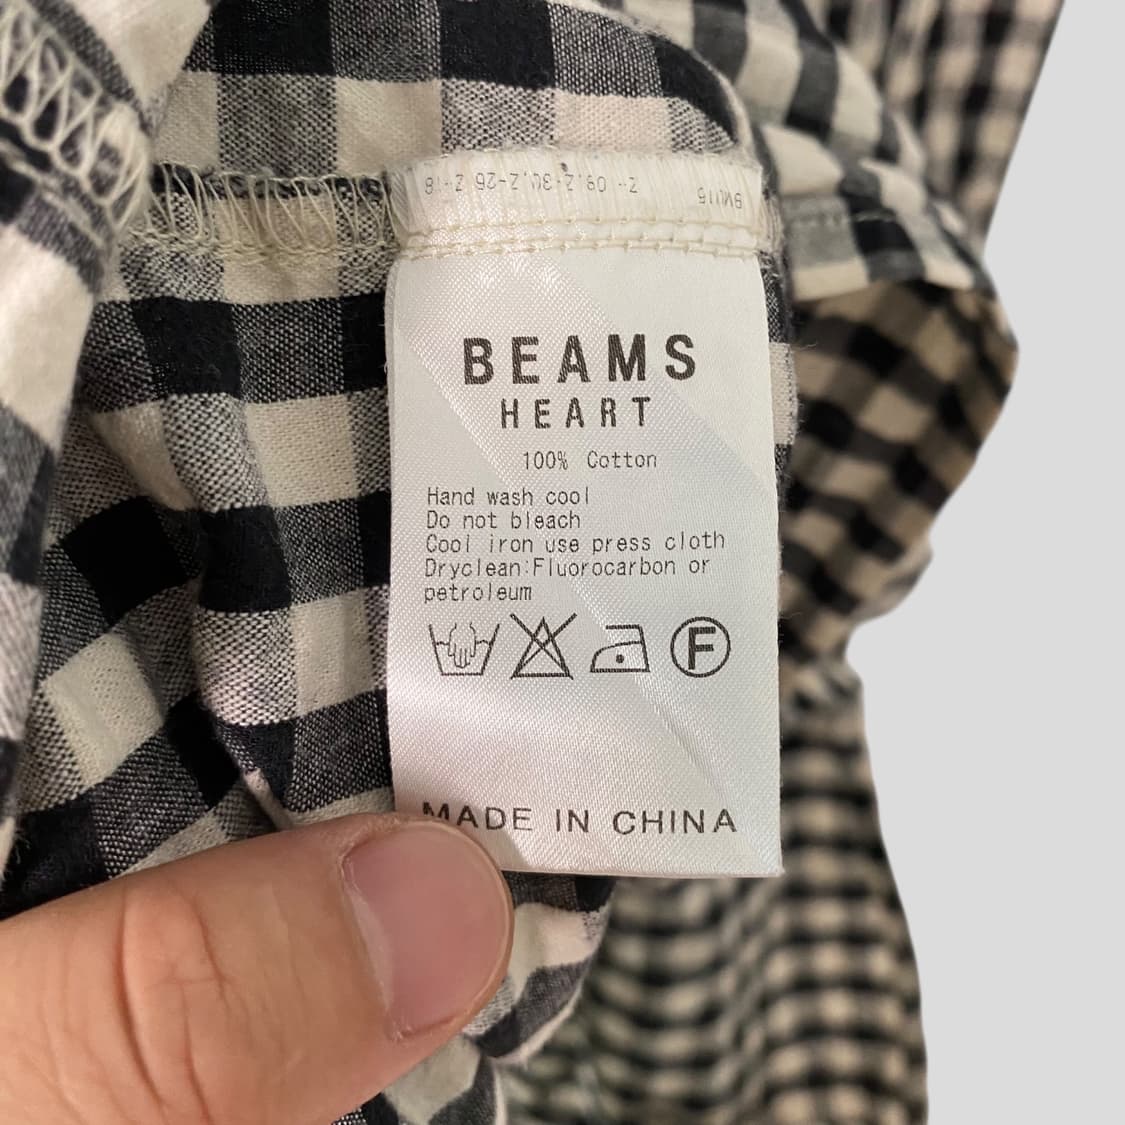 BEAMS
HEART
100% Cotton
Hand wash cool
Do not bleach
Cool iron use press cloth
Dryclean:Fluorocarbon or
petroleum
F
MADE IN CHINA